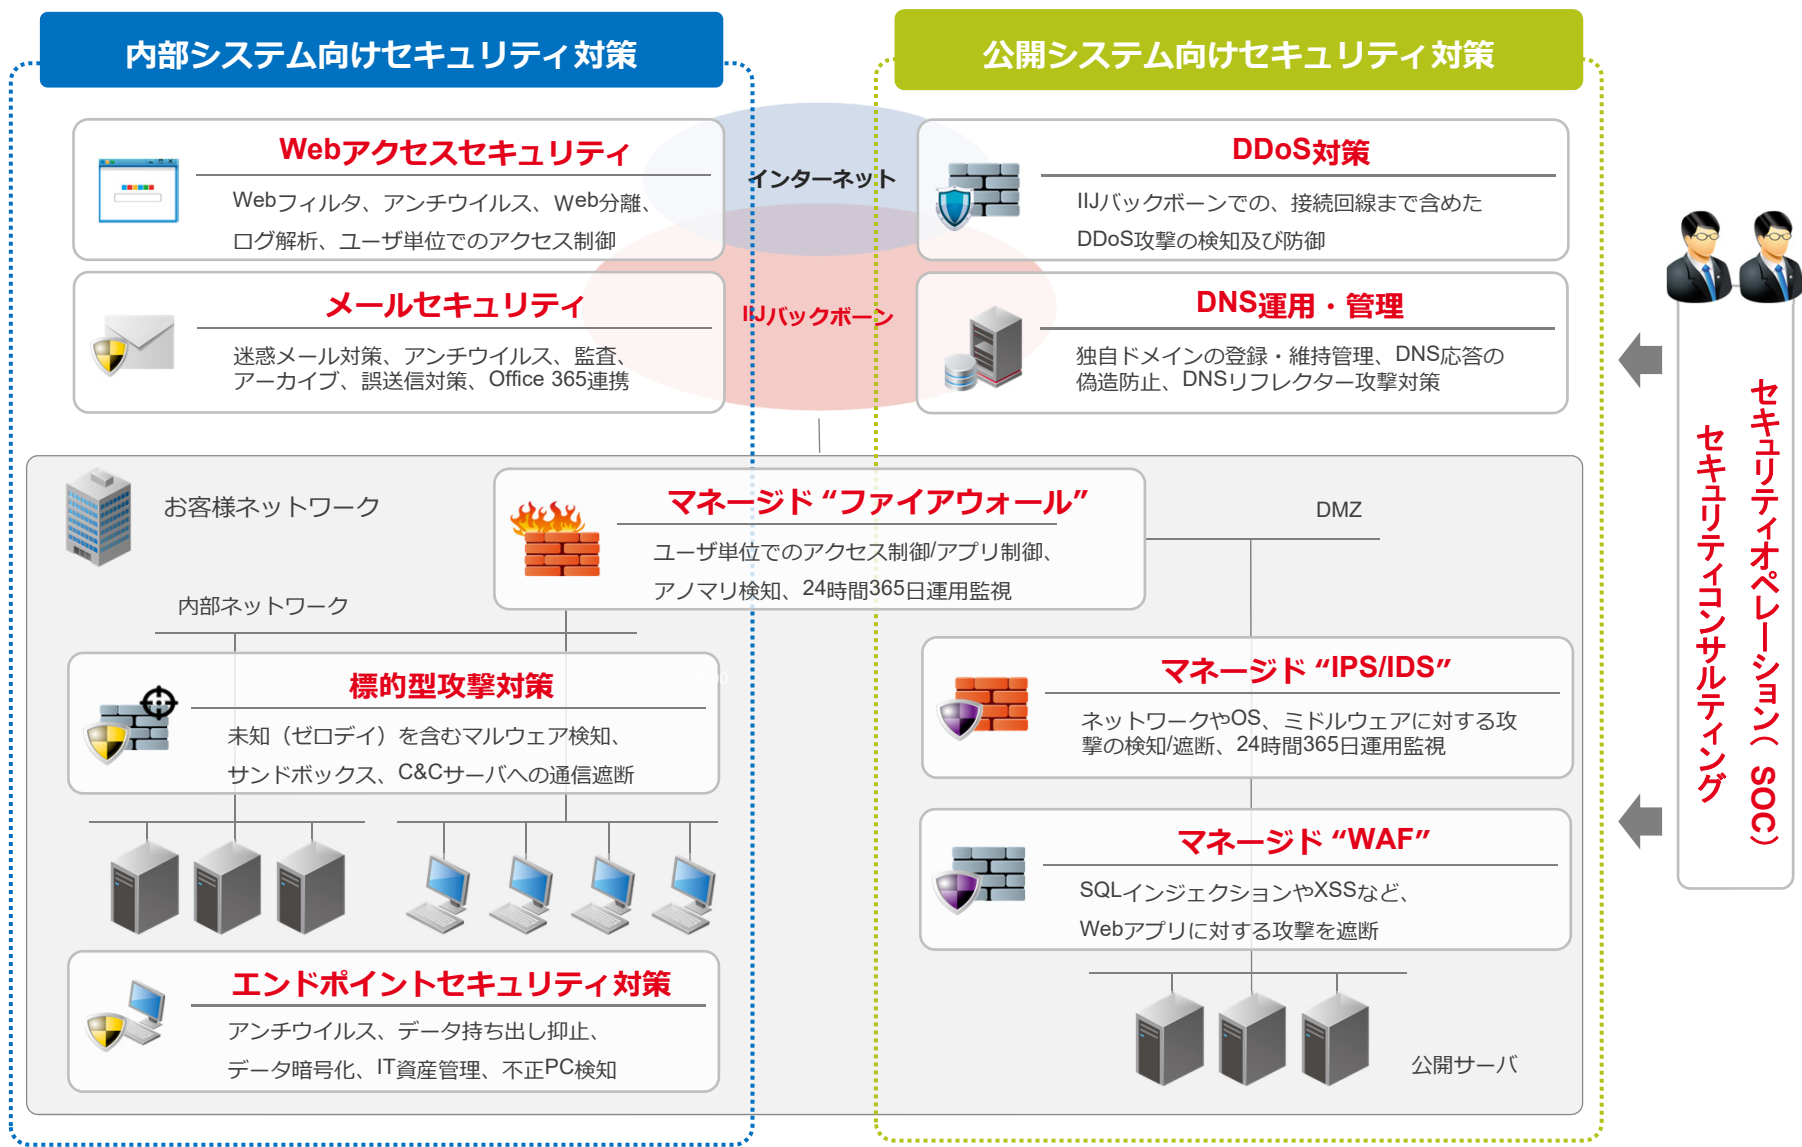 内部システム向けセキュリティ対策
公開システム向けセキュリティ対策
Webアクセスセキュリティ
Webフィルタ、アンチウイルス、Web分離、
ログ解析、ユーザ単位でのアクセス制御
インターネット
DDoS対策
IIJバックボーンでの、接続回線まで含めた
DDoS攻撃の検知及び防御
メールセキュリティ
迷惑メール対策、アンチウイルス、監査、
アーカイブ、誤送信対策、Office 365連携
IIJバックボーン
DNS運用・管理
独自ドメインの登録・維持管理、DNS応答の
偽造防止、DNSリフレクター攻撃対策
お客様ネットワーク
マネージド “ファイアウォール”
ユーザ単位でのアクセス制御/アプリ制御、
アノマリ検知、24時間365日運用監視
DMZ
内部ネットワーク
標的型攻撃対策
未知（ゼロデイ）を含むマルウェア検知、
サンドボックス、C&Cサーバへの通信遮断
マネージド “IPS/IDS”
ネットワークやOS、ミドルウェアに対する攻
撃の検知/遮断、24時間365日運用監視
マネージド “WAF”
SQLインジェクションやXSSなど、
Webアプリに対する攻撃を遮断
エンドポイントセキュリティ対策
アンチウイルス、データ持ち出し抑止、
データ暗号化、IT資産管理、不正PC検知
公開サーバ
セキュリティオペレーション（SOC）
セキュリティコンサルティング